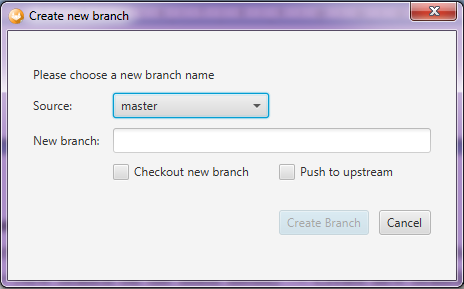 Create new branch
Please choose a new branch name
Source: master
New branch:
Checkout new branch Push to upstream
Create Branch Cancel